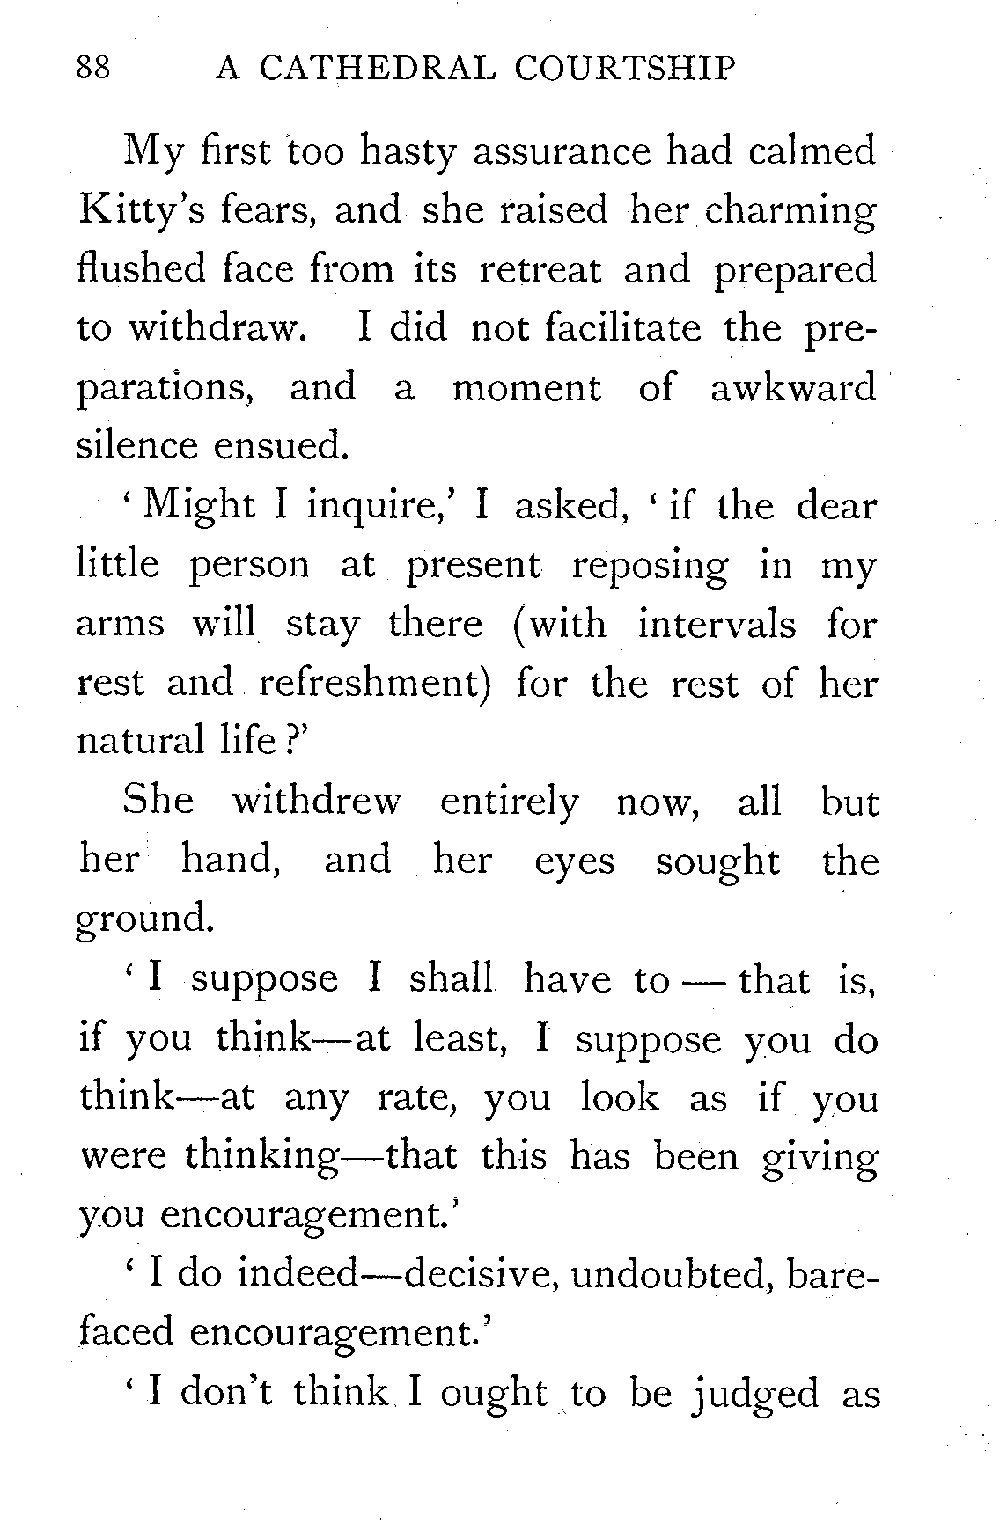 88 A CATHEDRAL COURTSHIP
My first too hasty assurance had calmed
Kitty's fears, and she raised her charming
flushed face from its retreat and prepared
to withdraw. I did not facilitate the pre-
parations, and a moment of awkward
silence ensued.
‘ Might I inquire,’ I asked, ‘ if the dear
little person at present reposing in my
arms will stay there (with intervals for
rest and refreshment) for the rest of her
natural life ?’
She withdrew entirely now, all but
her hand, and her eyes sought the
ground.
‘ I suppose I shall have to — that is,
if you think—at least, I suppose you do
think—at any rate, you look as if you
were thinking—that this has been giving
you encouragement.’
‘ I do indeed—decisive, undoubted, bare-
faced encouragement.’
‘ I don't think I ought to be judged as